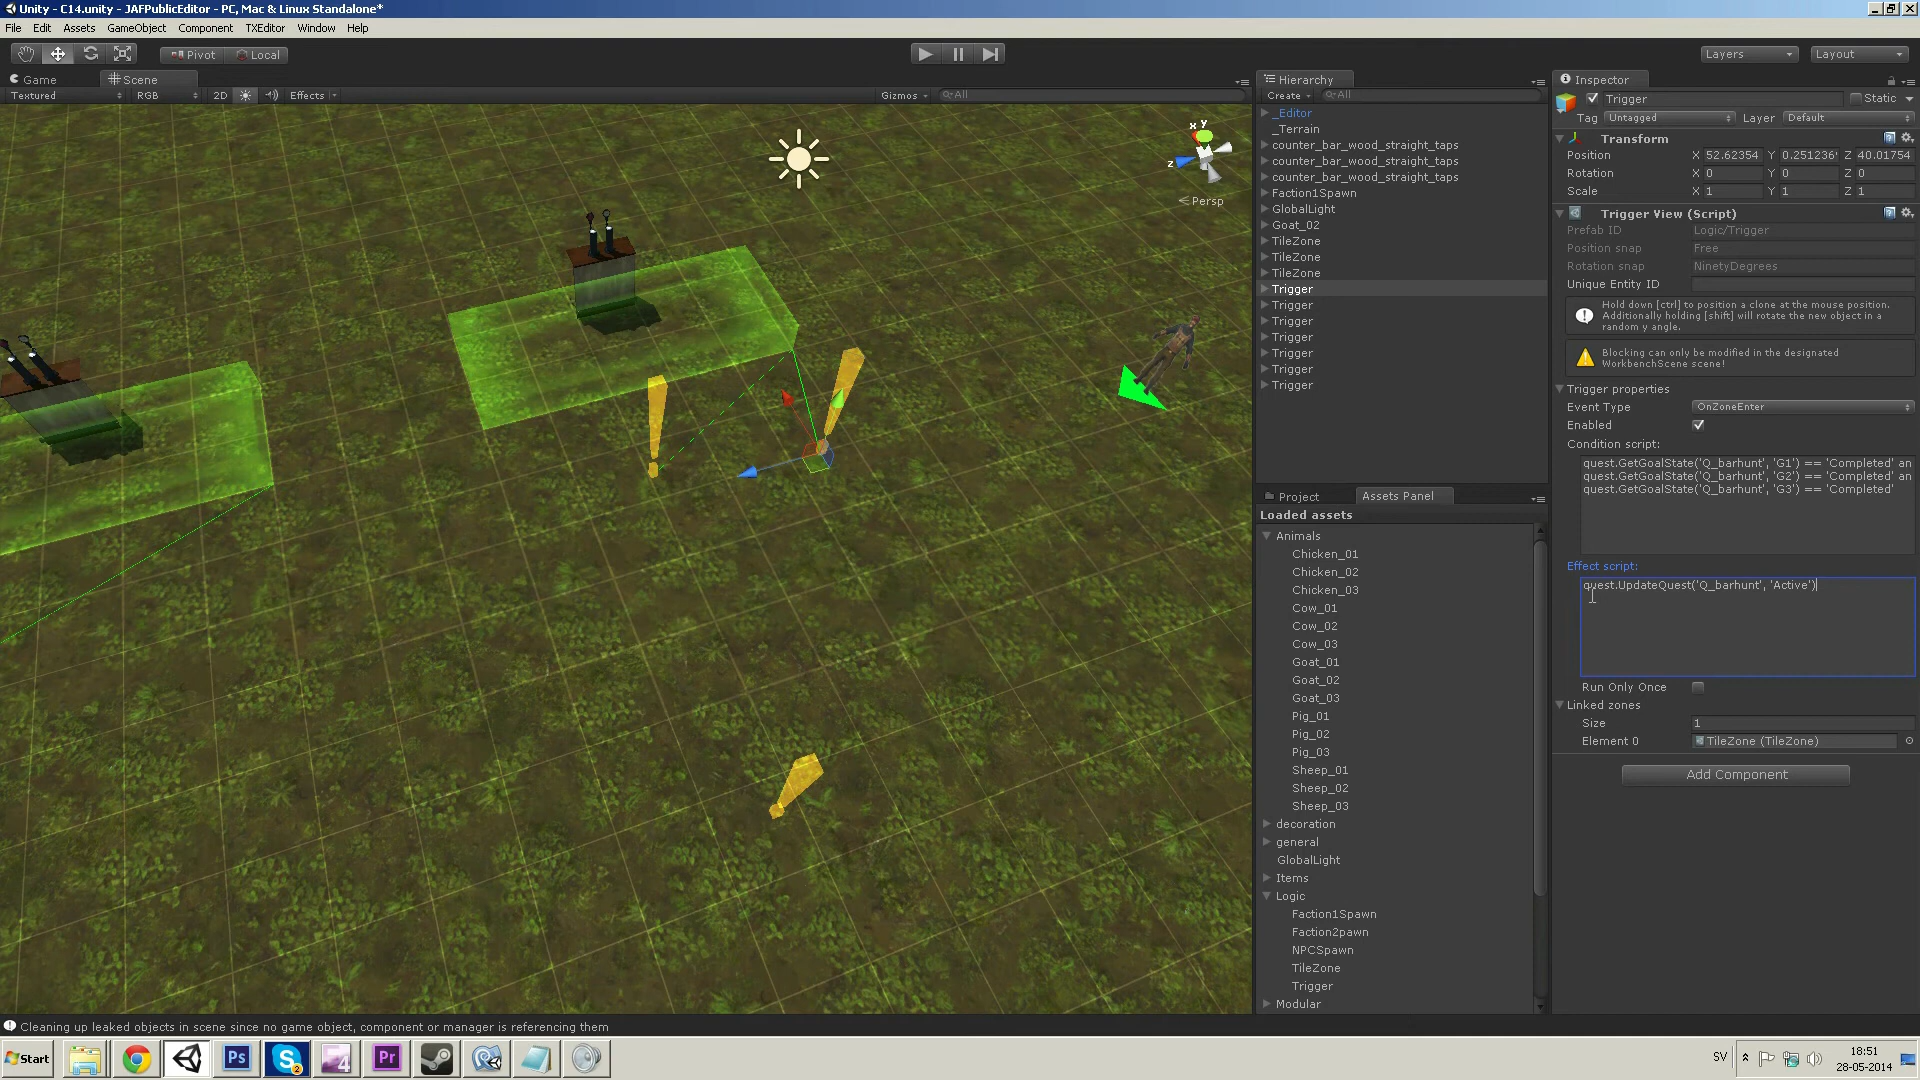 Unity - C14.unity - JAFPublicEditor - PC, Mac & Linux Standalone*
File Edit Assets GameObject Component TXEditor Window Help
Pivot Local Layers Layout
Game Scene
Textured RGB 2D Effects Gizmos All
x y
z
Persp
Hierarchy
Create All
_Editor
_Terrain
counter_bar_wood_straight_taps
counter_bar_wood_straight_taps
counter_bar_wood_straight_taps
Faction1Spawn
GlobalLight
Goat_02
TileZone
TileZone
TileZone
Trigger
Trigger
Trigger
Trigger
Trigger
Trigger
Trigger
Project Assets Panel
Loaded assets
Animals
Chicken_01
Chicken_02
Chicken_03
Cow_01
Cow_02
Cow_03
Goat_01
Goat_02
Goat_03
Pig_01
Pig_02
Pig_03
Sheep_01
Sheep_02
Sheep_03
decoration
general
GlobalLight
Items
Logic
Faction1Spawn
Faction2pawn
NPCSpawn
TileZone
Trigger
Modular
Inspector
Trigger Static
Tag Untagged Layer Default
Transform
Position X 52.62354 Y 0.251236 Z 40.01754
Rotation X 0 Y 0 Z 0
Scale X 1 Y 1 Z 1
Trigger View (Script)
Prefab ID Logic/Trigger
Position snap Free
Rotation snap NinetyDegrees
Unique Entity ID
Hold down [ctrl] to position a clone at the mouse position.
Additionally holding [shift] will rotate the new object in a
random y angle.
Blocking can only be modified in the designated
WorkbenchScene scene!
Trigger properties
Event Type OnZoneEnter
Enabled
Condition script:
quest.GetGoalState('Q_barhunt', 'G1') == 'Completed' an
quest.GetGoalState('Q_barhunt', 'G2') == 'Completed' an
quest.GetGoalState('Q_barhunt', 'G3') == 'Completed'
Effect script:
quest.UpdateQuest('Q_barhunt', 'Active')
Run Only Once
Linked zones
Size 1
Element 0 TileZone (TileZone)
Add Component
Cleaning up leaked objects in scene since no game object, component or manager is referencing them
Start Ps S 2 4 Pr SV 18:51
28-05-2014